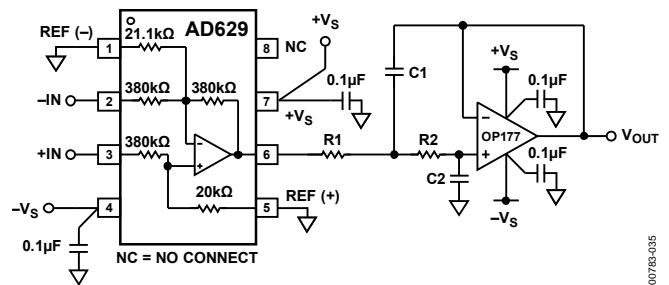 REF (–)
21.1kΩ
AD629
1
8
NC
+VS
–IN
2
380kΩ
380kΩ
7
0.1µF
+VS
+IN
3
380kΩ
6
–VS
4
20kΩ
5
REF (+)
0.1µF
NC = NO CONNECT
C1
+VS
0.1µF
R1
R2
OP177
VOUT
C2
0.1µF
–VS
00783-035